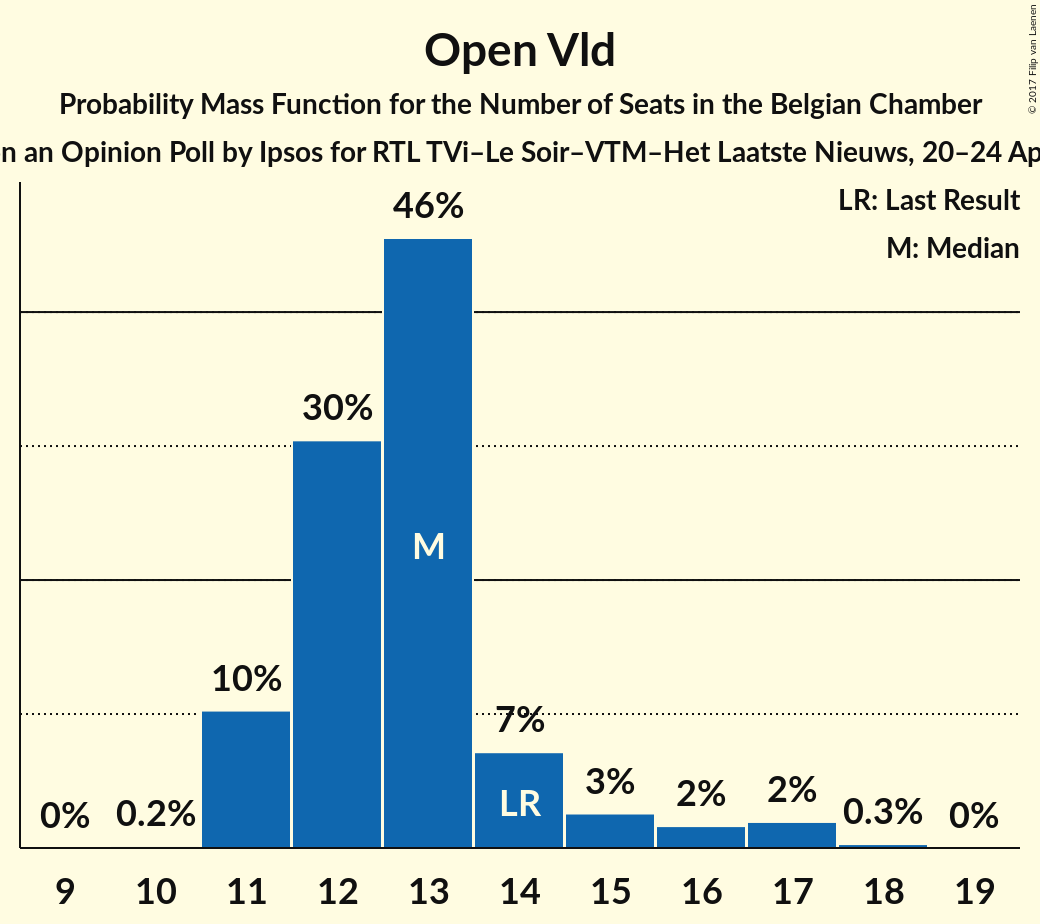 Open Vld
Probability Mass Function for the Number of Seats in the Belgian Chamber
an Opinion Poll by Ipsos for RTL TVi–Le Soir–VTM–Het Laatste Nieuws, 20–24
LR: Last Result
M: Median
46%
30%
M
10%
7%
LR
0% 0.2% 3% 2% 2% 0.3% 0%
9 10 11 12 13 14 15 16 17 18 19
© 2017 Filip van Laenen